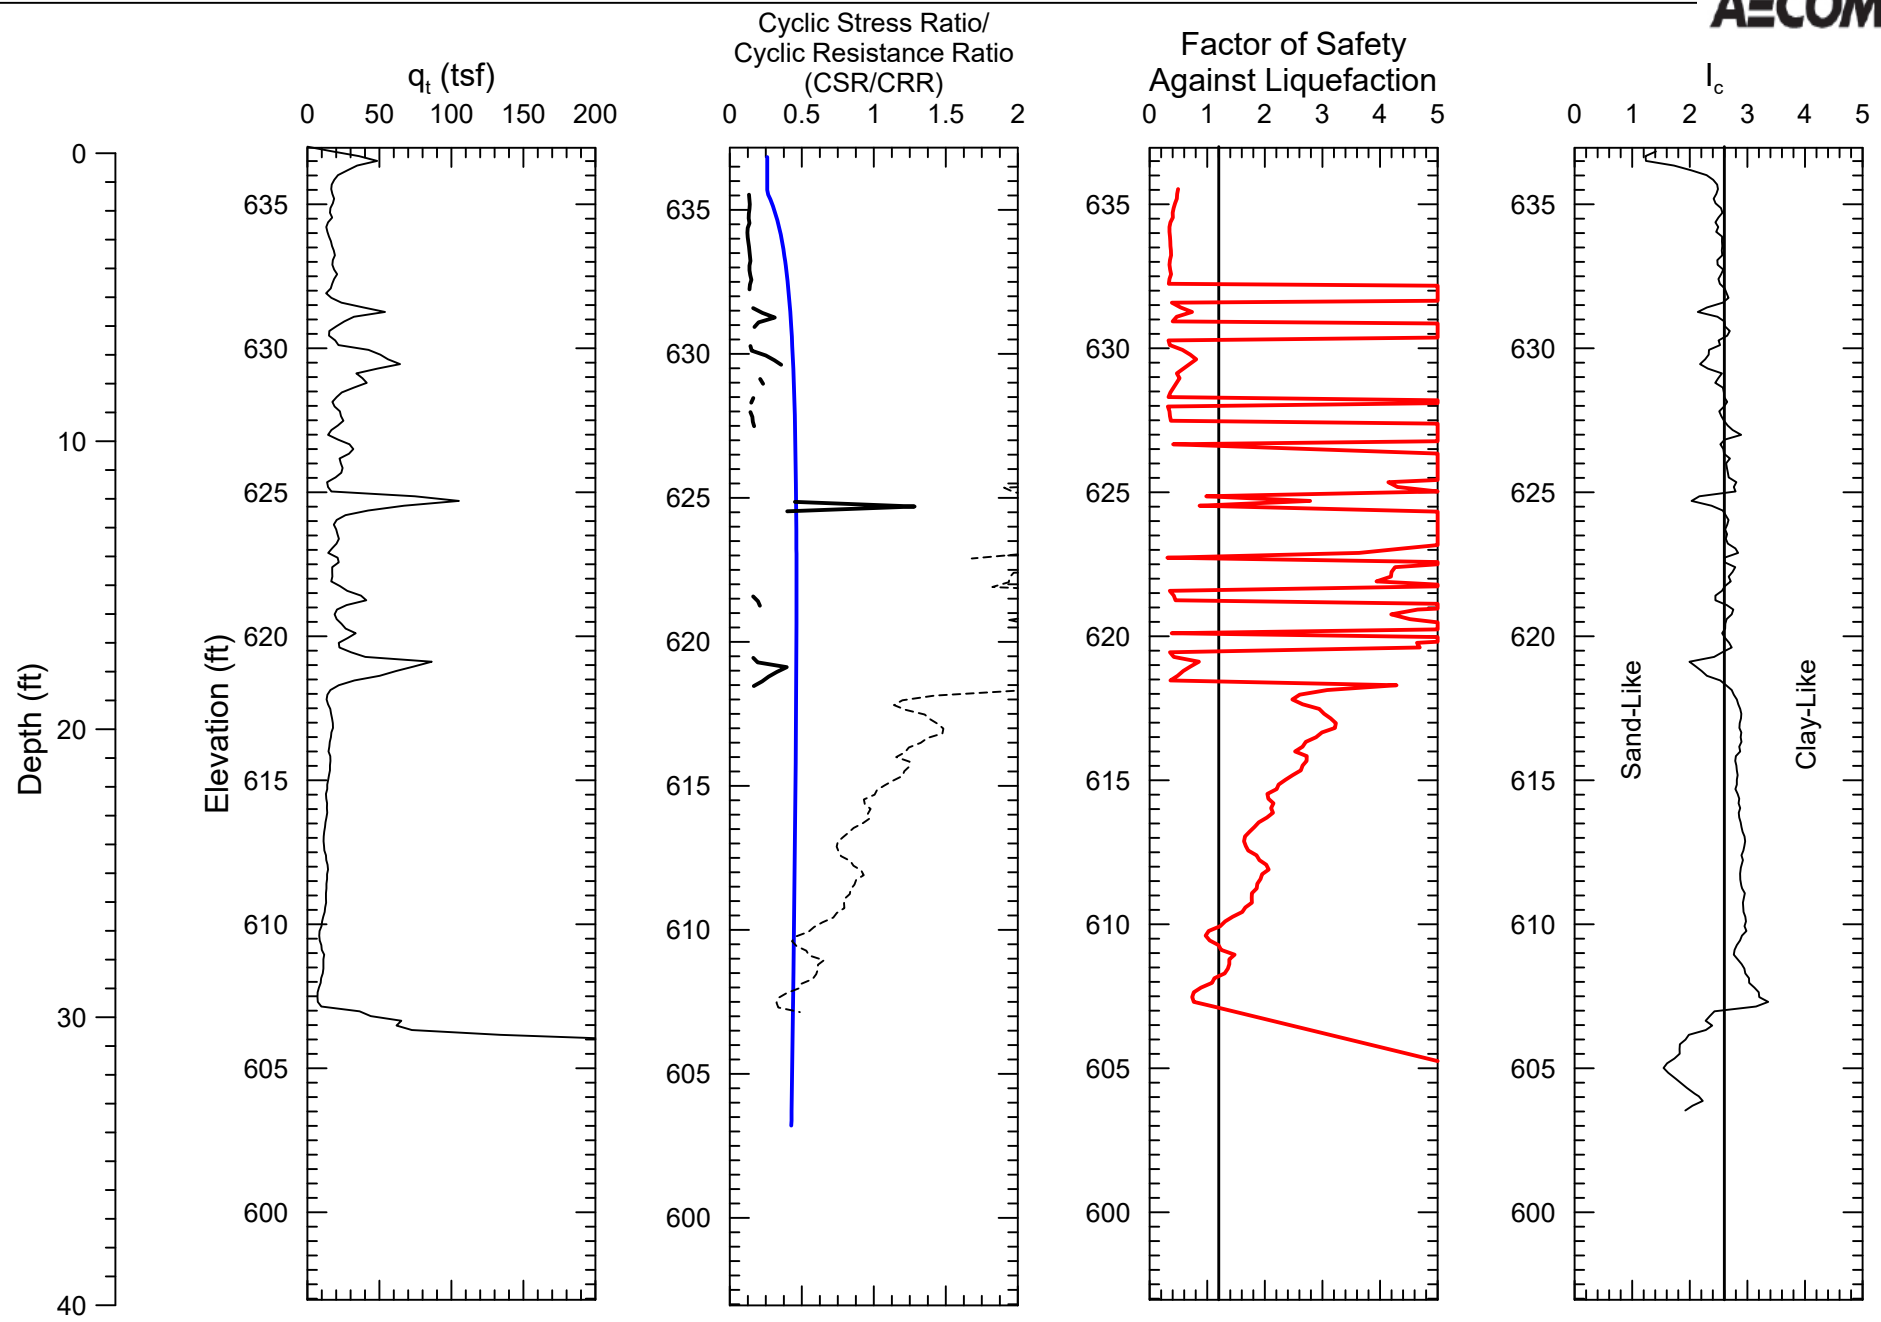 AECOM
Cyclic Stress Ratio/
Cyclic Resistance Ratio
(CSR/CRR)
Factor of Safety
Against Liquefaction
qt (tsf)
Ic
0 50 100 150 200
0 0.5 1 1.5 2
0 1 2 3 4 5
0 1 2 3 4 5
Depth (ft)
0
10
20
30
40
Elevation (ft)
635
630
625
620
615
610
605
600
635
630
625
620
615
610
605
600
635
630
625
620
615
610
605
600
635
630
625
620
615
610
605
600
Sand-Like
Clay-Like